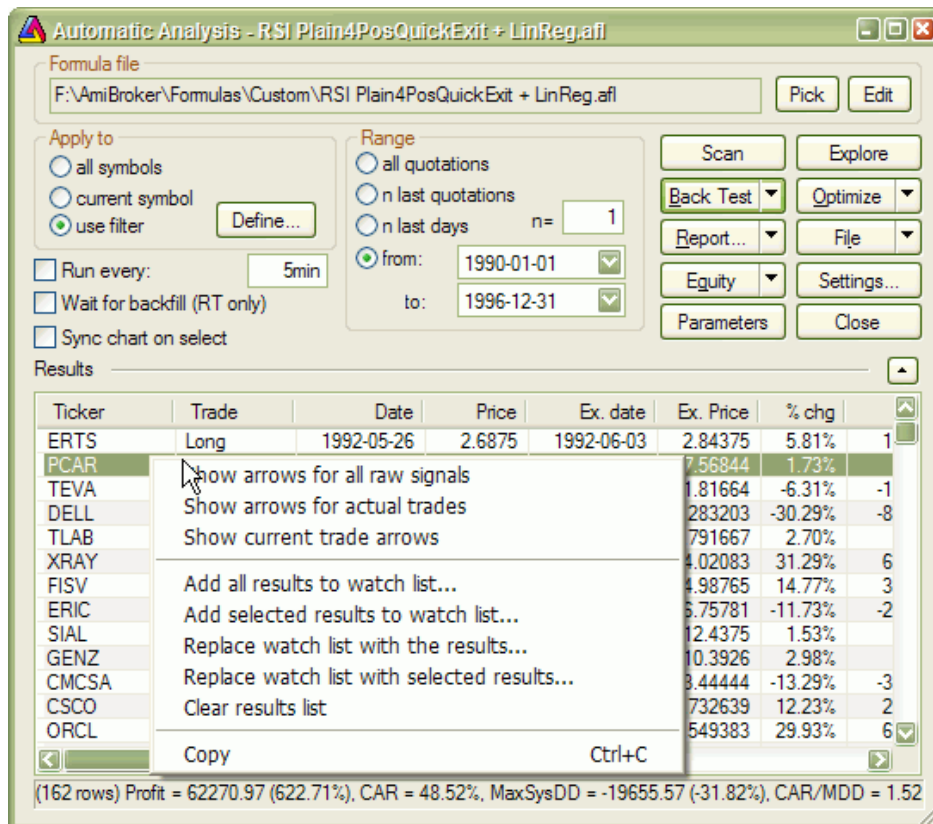 Automatic Analysis - RSI Plain4PosQuickExit + LinReg.afl
Formula file
F:\AmiBroker\Formulas\Custom\RSI Plain4PosQuickExit + LinReg.afl Pick Edit
Apply to Range
all symbols all quotations Scan Explore
current symbol n last quotations Back Test Optimize
use filter Define... n last days n= 1 Report... File
Run every: 5min from: 1990-01-01 Equity Settings...
Wait for backfill (RT only) to: 1996-12-31 Parameters Close
Sync chart on select
Results
Ticker Trade Date Price Ex. date Ex. Price % chg
ERTS Long 1992-05-26 2.6875 1992-06-03 2.84375 5.81% 1
PCAR 7.56844 1.73%
Show arrows for all raw signals
TEVA 1.81664 -6.31% -1
Show arrows for actual trades
DELL 283203 -30.29% -8
Show current trade arrows
TLAB 791667 2.70%
XRAY 4.02083 31.29% 6
Add all results to watch list...
FISV 4.98765 14.77% 3
Add selected results to watch list...
ERIC 6.75781 -11.73% -2
SIAL 12.4375 1.53%
Replace watch list with the results...
GENZ 10.3926 2.98%
Replace watch list with selected results...
CMCSA 3.44444 -13.29% -3
Clear results list
CSCO 732639 12.23% 2
ORCL 549383 29.93% 6
Copy Ctrl+C
(162 rows) Profit = 62270.97 (622.71%), CAR = 48.52%, MaxSysDD = -19655.57 (-31.82%), CAR/MDD = 1.52